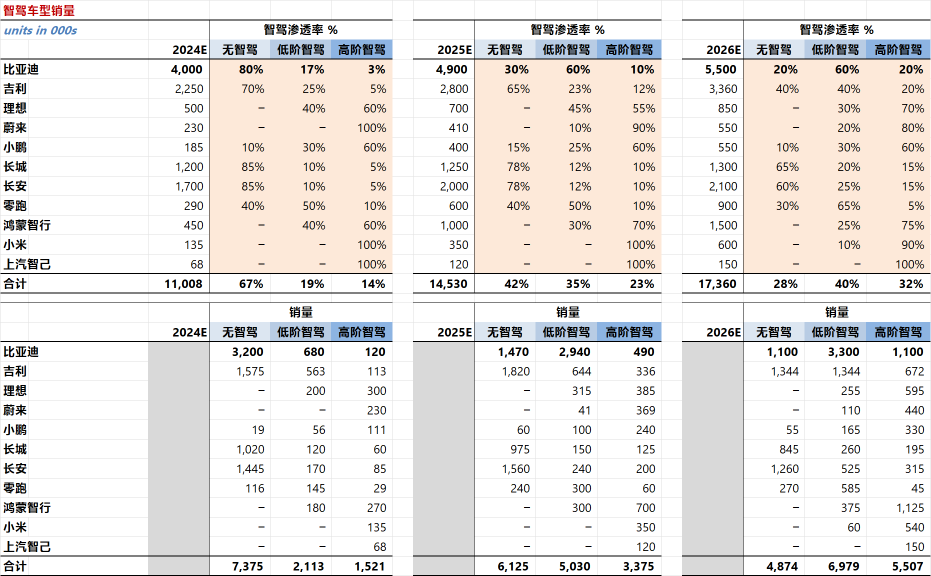 智驾车型销量
units in 000s 智驾渗透率 % 智驾渗透率 % 智驾渗透率 %
2024E 无智驾 低阶智驾 高阶智驾 2025E 无智驾 低阶智驾 高阶智驾 2026E 无智驾 低阶智驾 高阶智驾
比亚迪 4,000 80% 17% 3% 4,900 30% 60% 10% 5,500 20% 60% 20%
吉利 2,250 70% 25% 5% 2,800 65% 23% 12% 3,360 40% 40% 20%
理想 500 – 40% 60% 700 – 45% 55% 850 – 30% 70%
蔚来 230 – – 100% 410 – 10% 90% 550 – 20% 80%
小鹏 185 10% 30% 60% 400 15% 25% 60% 550 10% 30% 60%
长城 1,200 85% 10% 5% 1,250 78% 12% 10% 1,300 65% 20% 15%
长安 1,700 85% 10% 5% 2,000 78% 12% 10% 2,100 60% 25% 15%
零跑 290 40% 50% 10% 600 40% 50% 10% 900 30% 65% 5%
鸿蒙智行 450 – 40% 60% 1,000 – 30% 70% 1,500 – 25% 75%
小米 135 – – 100% 350 – – 100% 600 – 10% 90%
上汽智己 68 – – 100% 120 – – 100% 150 – – 100%
合计 11,008 67% 19% 14% 14,530 42% 35% 23% 17,360 28% 40% 32%
销量 销量 销量
2024E 无智驾 低阶智驾 高阶智驾 2025E 无智驾 低阶智驾 高阶智驾 2026E 无智驾 低阶智驾 高阶智驾
比亚迪 3,200 680 120 1,470 2,940 490 1,100 3,300 1,100
吉利 1,575 563 113 1,820 644 336 1,344 1,344 672
理想 – 200 300 – 315 385 – 255 595
蔚来 – – 230 – 41 369 – 110 440
小鹏 19 56 111 60 100 240 55 165 330
长城 1,020 120 60 975 150 125 845 260 195
长安 1,445 170 85 1,560 240 200 1,260 525 315
零跑 116 145 29 240 300 60 270 585 45
鸿蒙智行 – 180 270 – 300 700 – 375 1,125
小米 – – 135 – – 350 – 60 540
上汽智己 – – 68 – – 120 – – 150
合计 7,375 2,113 1,521 6,125 5,030 3,375 4,874 6,979 5,507